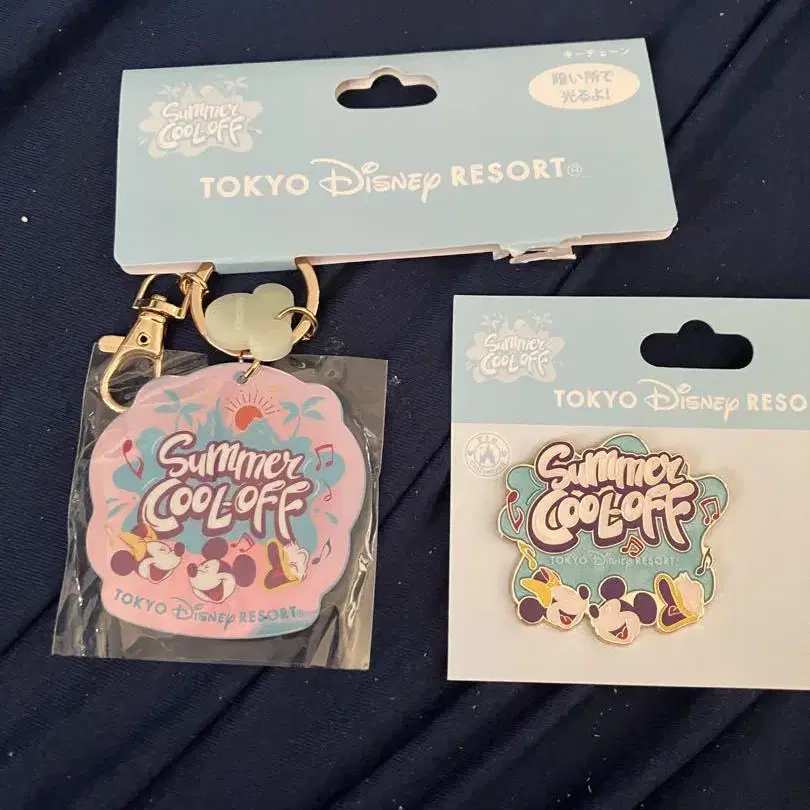 キーチェーン
暗い所で
光るよ!
Summer
COOL-OFF
TOKYO Disney RESORT®
Summer
COOL-OFF
TOKYO Disney RESORT®
Summer
COOL-OFF
TOKYO Disney RESO
Summer
COOL-OFF
TOKYO Disney RESORT